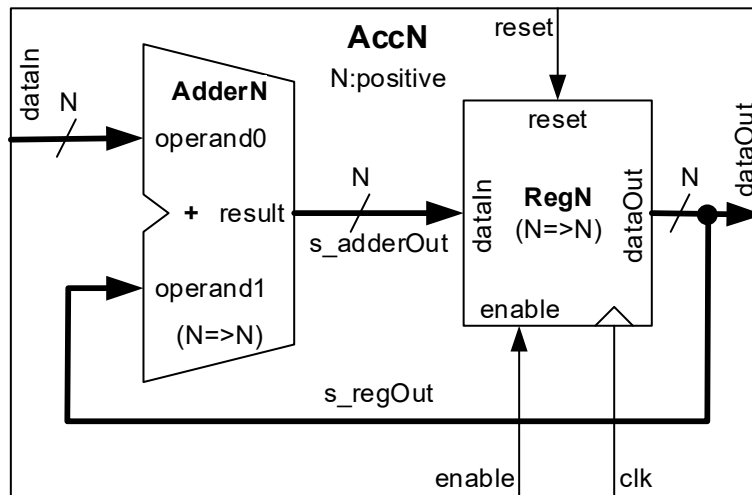 AccN
N:positive
reset
dataIn
N
AdderN
operand0
+ result
operand1
(N=>N)
N
s_adderOut
reset
dataIn
RegN
(N=>N)
dataOut
enable
N
dataOut
s_regOut
enable
clk